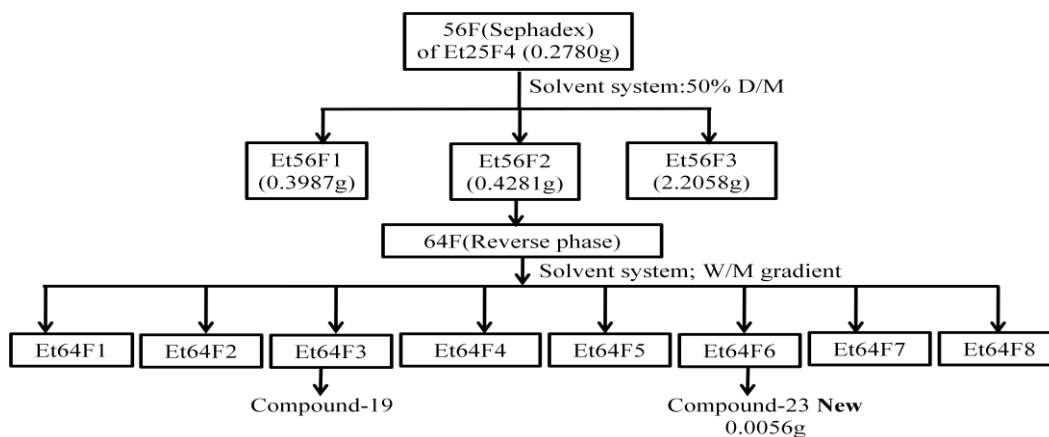 56F(Sephadex)
of Et25F4 (0.2780g)
Solvent system:50% D/M
Et56F1
(0.3987g)
Et56F2
(0.4281g)
Et56F3
(2.2058g)
64F(Reverse phase)
Solvent system; W/M gradient
Et64F1
Et64F2
Et64F3
Et64F4
Et64F5
Et64F6
Et64F7
Et64F8
Compound-19
Compound-23 New
0.0056g